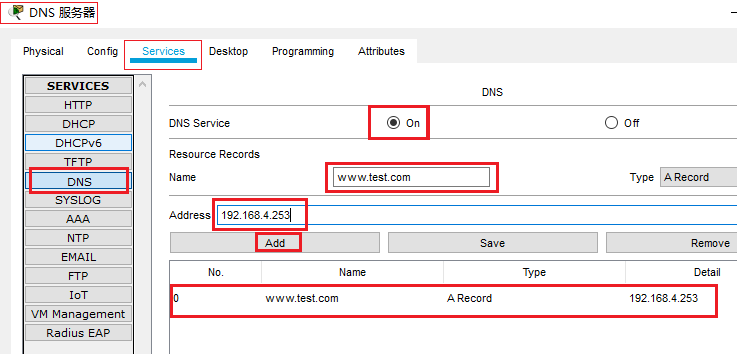 DNS 服务器
Physical Config Services Desktop Programming Attributes
SERVICES
HTTP
DHCP
DHCPv6
TFTP
DNS
SYSLOG
AAA
NTP
EMAIL
FTP
IoT
VM Management
Radius EAP
DNS
DNS Service On Off
Resource Records
Name www.test.com Type A Record
Address 192.168.4.253
Add Save Remove
No. Name Type Detail
0 www.test.com A Record 192.168.4.253